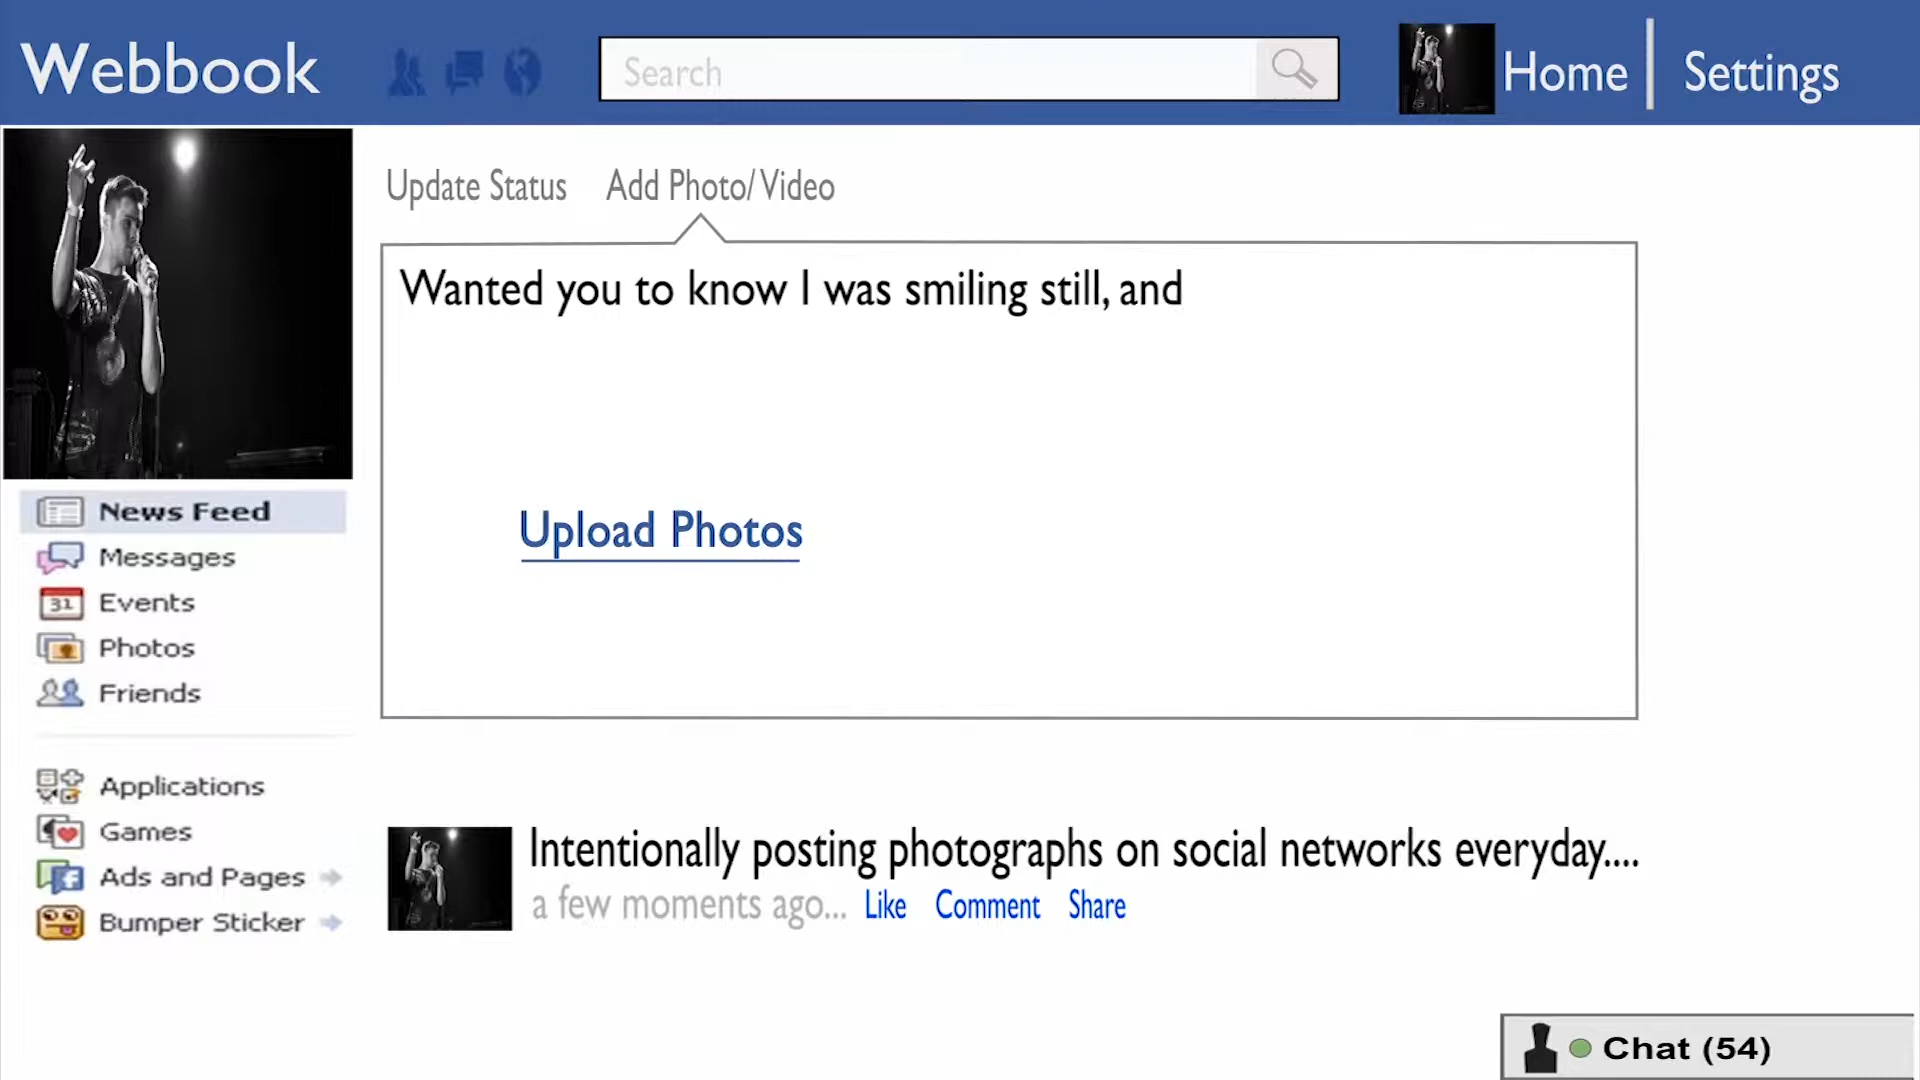 Webbook
Search
Home
Settings
Update Status
Add Photo/Video
Wanted you to know I was smiling still, and
Upload Photos
News Feed
Messages
31
Events
Photos
Friends
Applications
Games
Ads and Pages
Bumper Sticker
Intentionally posting photographs on social networks everyday....
a few moments ago... Like Comment Share
Chat (54)